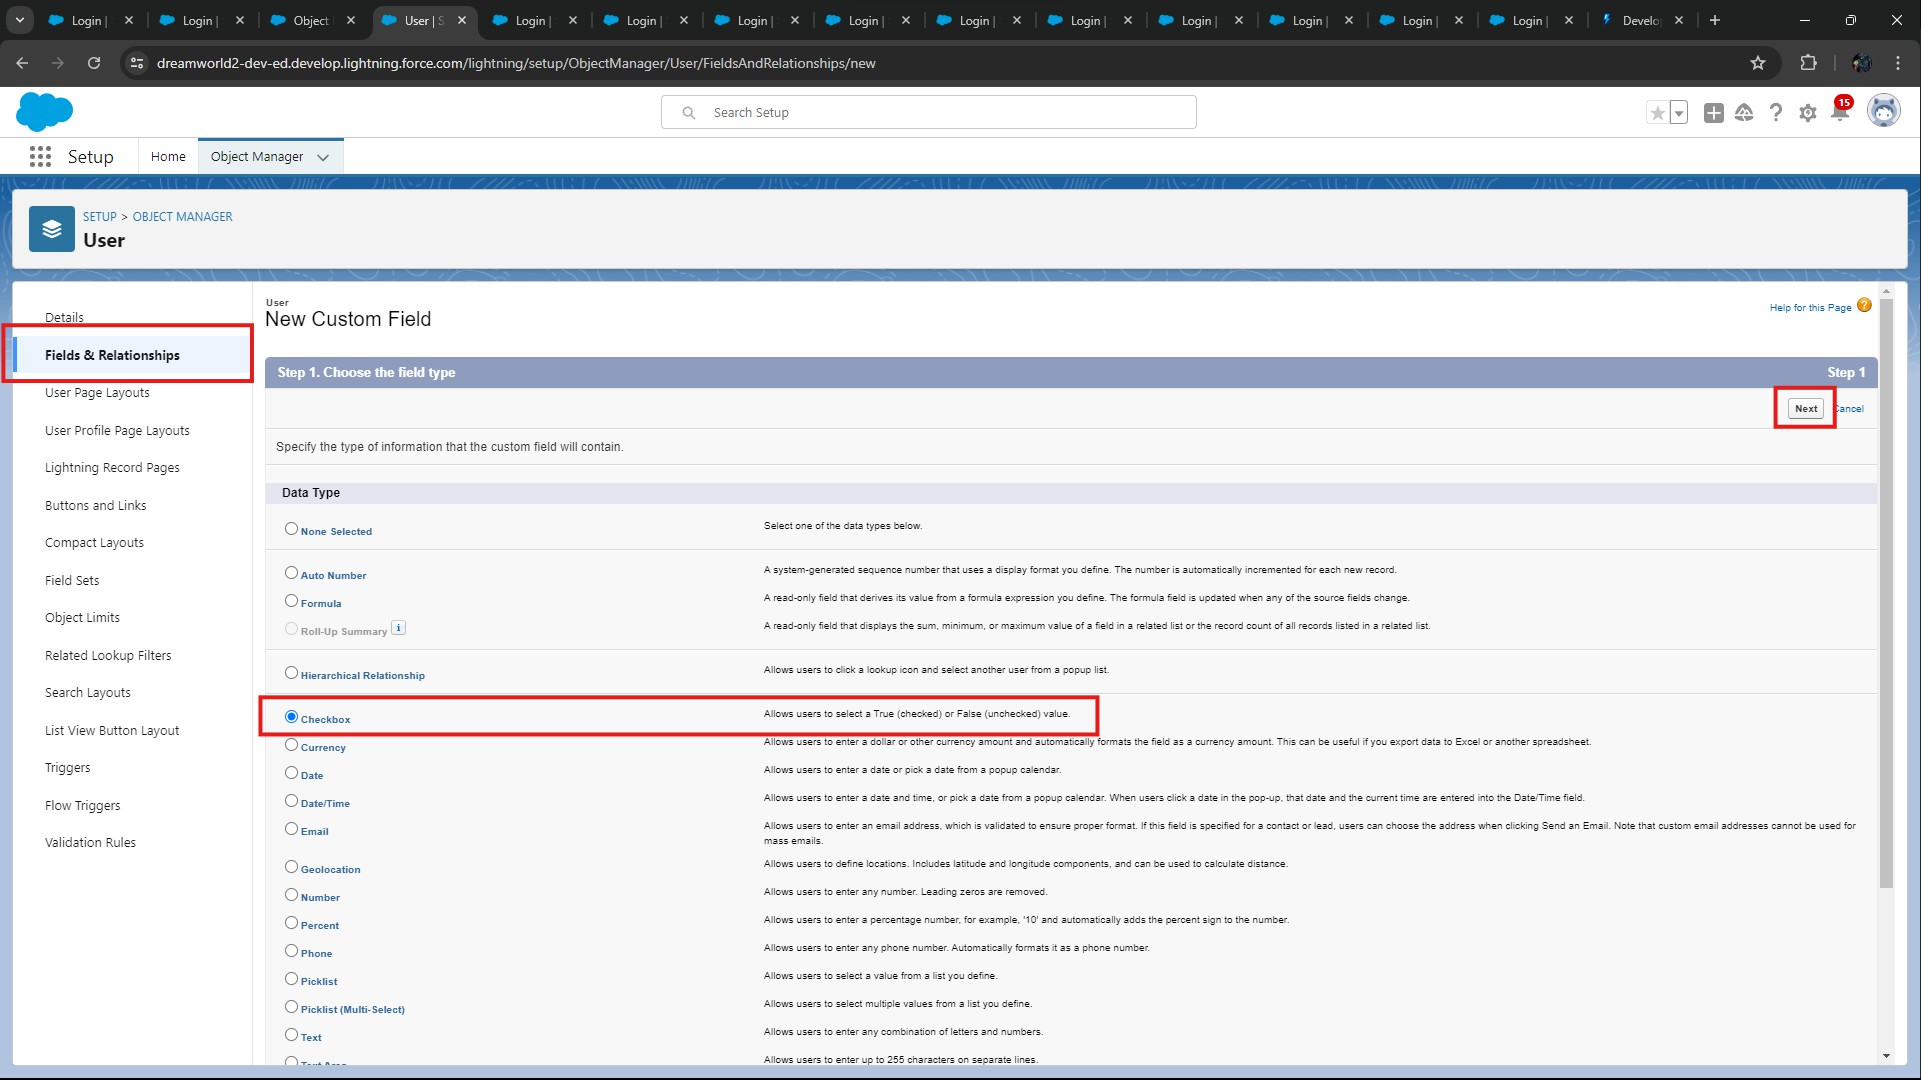 Login |
Login |
Object
User | S
Login |
Login |
Login |
Login |
Login |
Login |
Login |
Login |
Login |
Login |
Develo
dreamworld2-dev-ed.develop.lightning.force.com/lightning/setup/ObjectManager/User/FieldsAndRelationships/new
Search Setup
15
Setup
Home
Object Manager
SETUP > OBJECT MANAGER
User
Details
Fields & Relationships
User Page Layouts
User Profile Page Layouts
Lightning Record Pages
Buttons and Links
Compact Layouts
Field Sets
Object Limits
Related Lookup Filters
Search Layouts
List View Button Layout
Triggers
Flow Triggers
Validation Rules
User
New Custom Field
Help for this Page ?
Step 1. Choose the field type
Step 1
Next
Cancel
Specify the type of information that the custom field will contain.
Data Type
None Selected
Select one of the data types below.
Auto Number
A system-generated sequence number that uses a display format you define. The number is automatically incremented for each new record.
Formula
A read-only field that derives its value from a formula expression you define. The formula field is updated when any of the source fields change.
Roll-Up Summary i
A read-only field that displays the sum, minimum, or maximum value of a field in a related list or the record count of all records listed in a related list.
Hierarchical Relationship
Allows users to click a lookup icon and select another user from a popup list.
Checkbox
Allows users to select a True (checked) or False (unchecked) value.
Currency
Allows users to enter a dollar or other currency amount and automatically formats the field as a currency amount. This can be useful if you export data to Excel or another spreadsheet.
Date
Allows users to enter a date or pick a date from a popup calendar.
Date/Time
Allows users to enter a date and time, or pick a date from a popup calendar. When users click a date in the pop-up, that date and the current time are entered into the Date/Time field.
Email
Allows users to enter an email address, which is validated to ensure proper format. If this field is specified for a contact or lead, users can choose the address when clicking Send an Email. Note that custom email addresses cannot be used for
mass emails.
Geolocation
Allows users to define locations. Includes latitude and longitude components, and can be used to calculate distance.
Number
Allows users to enter any number. Leading zeros are removed.
Percent
Allows users to enter a percentage number, for example, '10' and automatically adds the percent sign to the number.
Phone
Allows users to enter any phone number. Automatically formats it as a phone number.
Picklist
Allows users to select a value from a list you define.
Picklist (Multi-Select)
Allows users to select multiple values from a list you define.
Text
Allows users to enter any combination of letters and numbers.
Text Area
Allows users to enter up to 255 characters on separate lines.